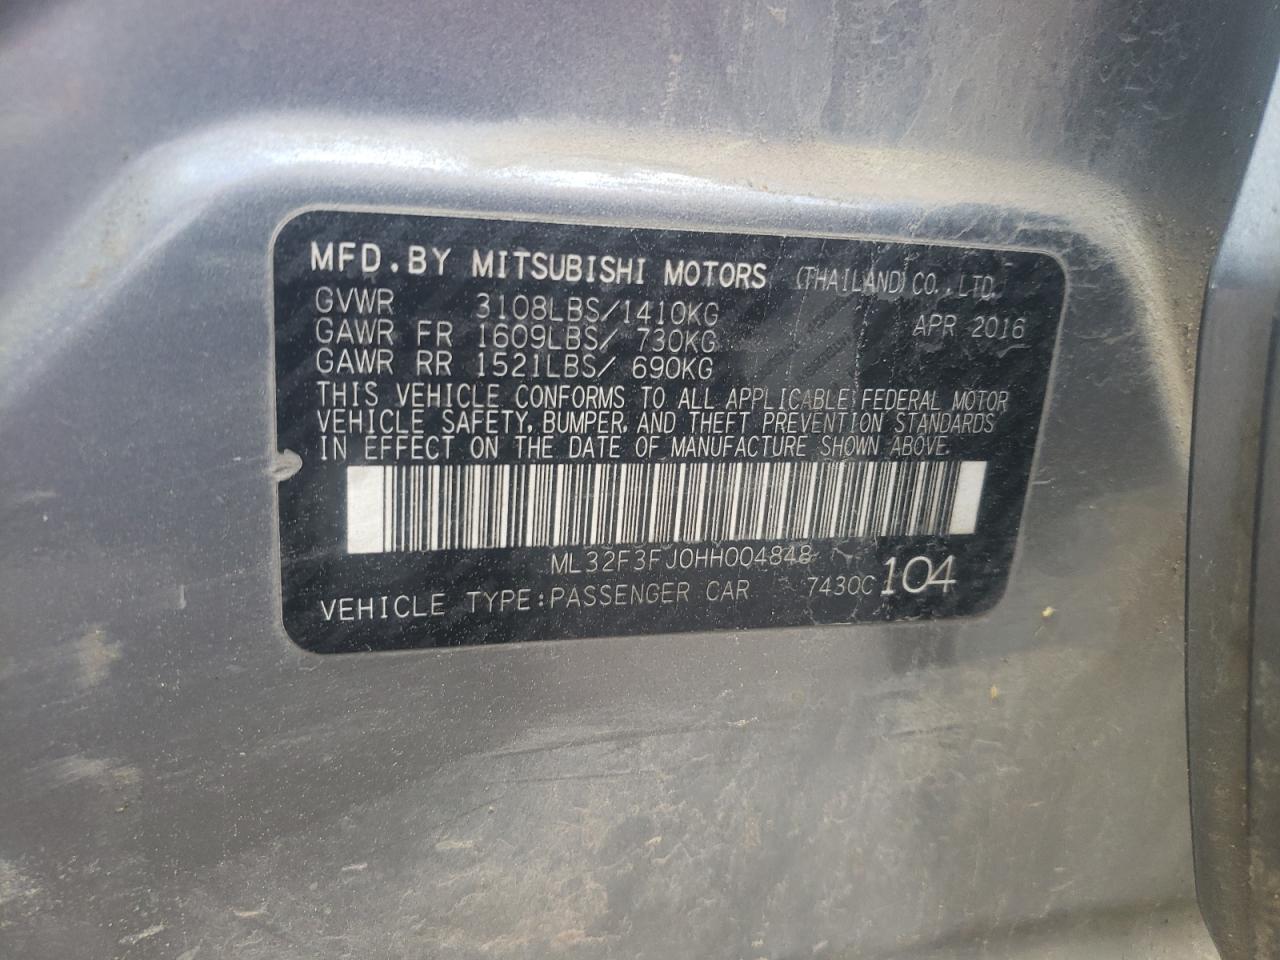 MFD.BY MITSUBISHI MOTORS (THAILAND) CO.,LTD.
GVWR 3108LBS/1410KG APR 2016
GAWR FR 1609LBS/ 730KG
GAWR RR 1521LBS/ 690KG
THIS VEHICLE CONFORMS TO ALL APPLICABLE FEDERAL MOTOR
VEHICLE SAFETY, BUMPER, AND THEFT PREVENTION STANDARDS
IN EFFECT ON THE DATE OF MANUFACTURE SHOWN ABOVE.
ML32F3FJ0HH004848
VEHICLE TYPE:PASSENGER CAR 7430C 104